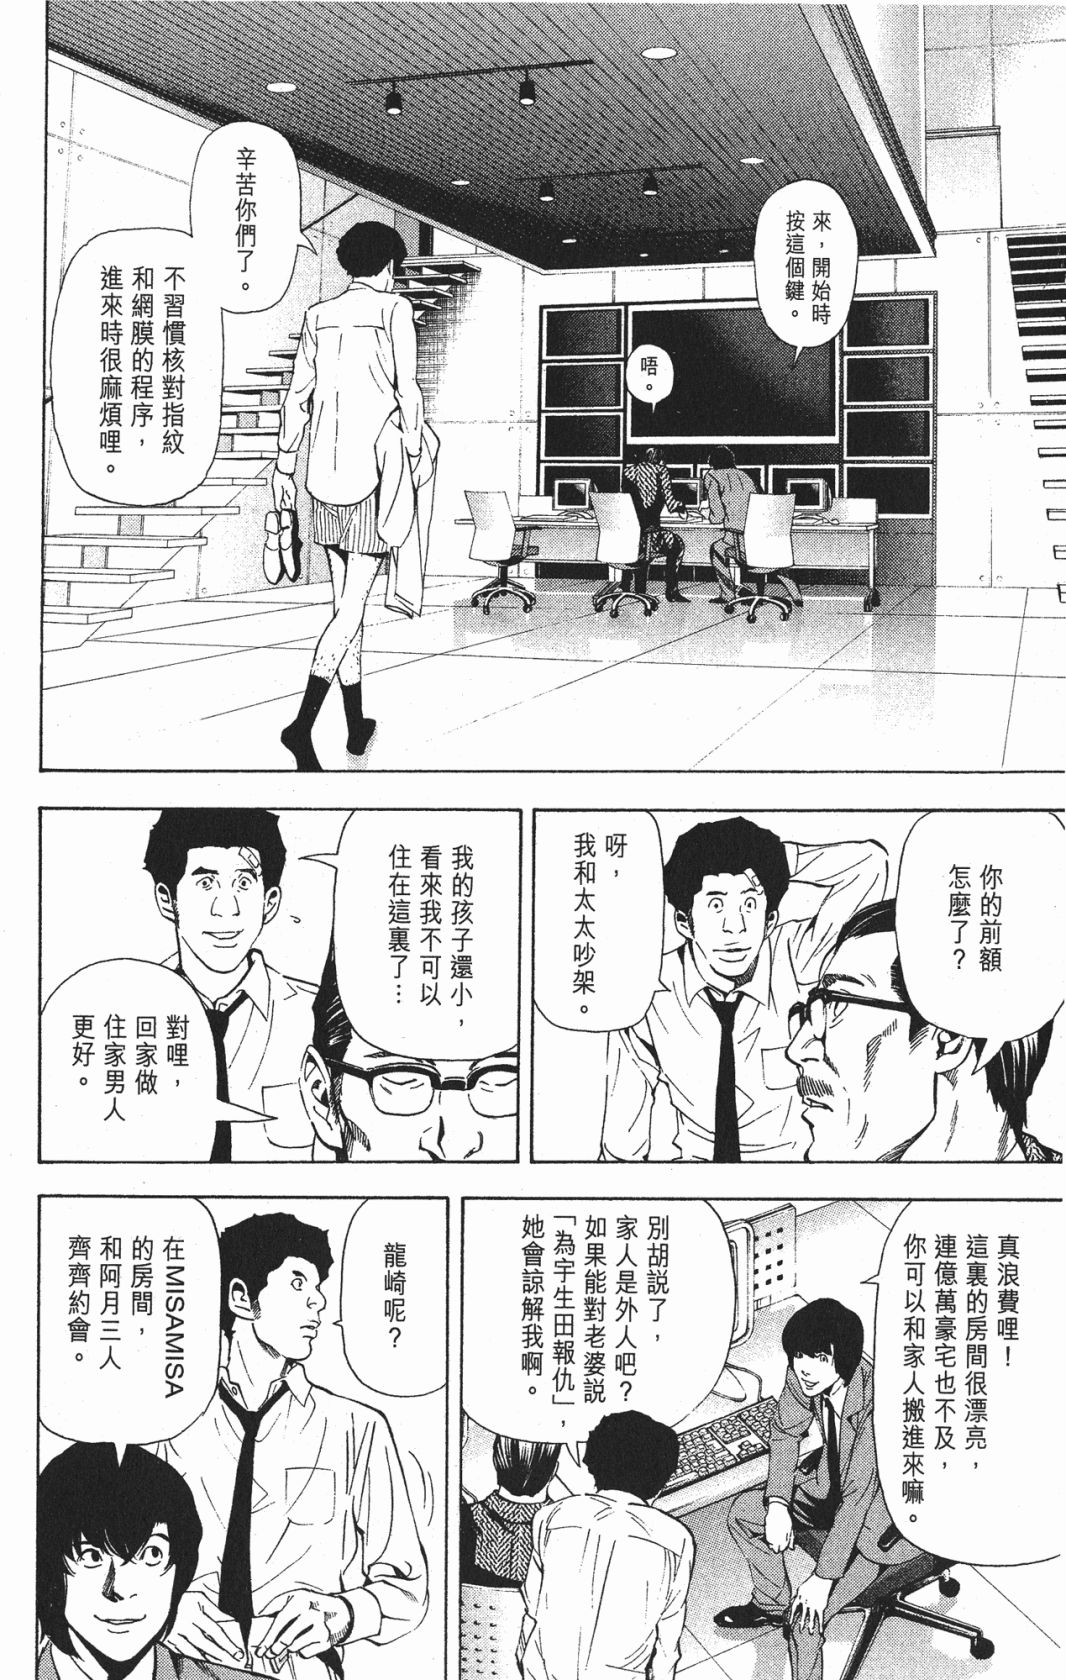 來，開始時
按這個鍵。
唔。
辛苦你們了。
不習慣核對指紋
和網膜的程序，
進來時很麻煩哩。
你的前額
怎麼了？
呀，
我和太太吵架。
我的孩子還小，
看來我不可以
住在這裏了…
對哩，
回家做
住家男人
更好。
真浪費哩！
這裏的房間很漂亮，
連億萬豪宅也不及，
你可以和家人搬進來嘛。
別胡說了，
家人是外人吧？
如果能對老婆說
「為宇生田報仇」，
她會諒解我啊。
龍崎呢？
在MISAMISA
的房間，
和阿月三人
齊齊約會。